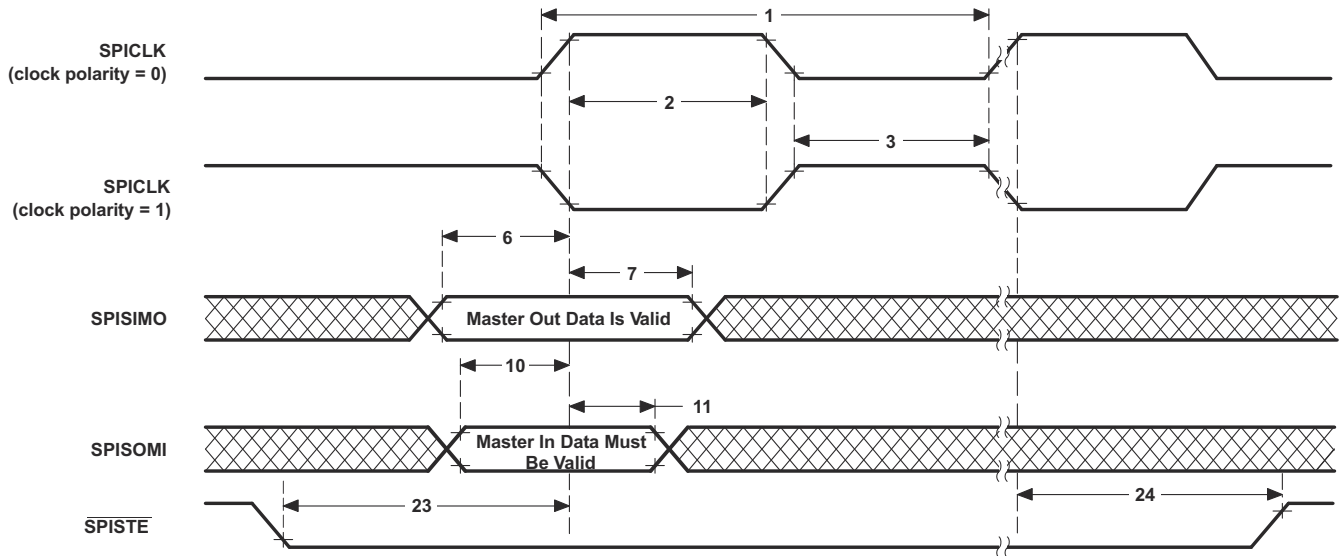 1
SPICLK
(clock polarity = 0)
2
3
SPICLK
(clock polarity = 1)
6
7
SPISIMO
Master Out Data Is Valid
10
11
SPISOMI
Master In Data Must
Be Valid
23
24
SPISTE